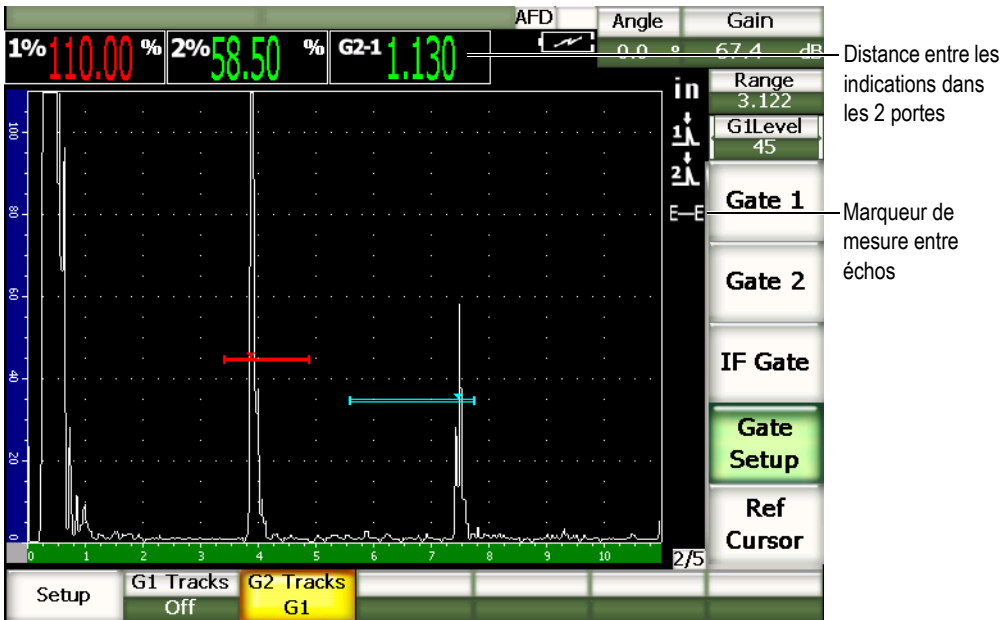 AFD Angle Gain
1% 110.00 % 2% 58.50 % G2-1 1.130 0.0 ° 67.4 dB
Distance entre les
indications dans
les 2 portes
in
Range
3.122
G1Level
45
1
2
E—E
Gate 1
Marqueur de
mesure entre
échos
Gate 2
IF Gate
Gate
Setup
Ref
Cursor
100
80
60
40
20
0
0 1 2 3 4 5 6 7 8 9 10
2/5
Setup
G1 Tracks
Off
G2 Tracks
G1